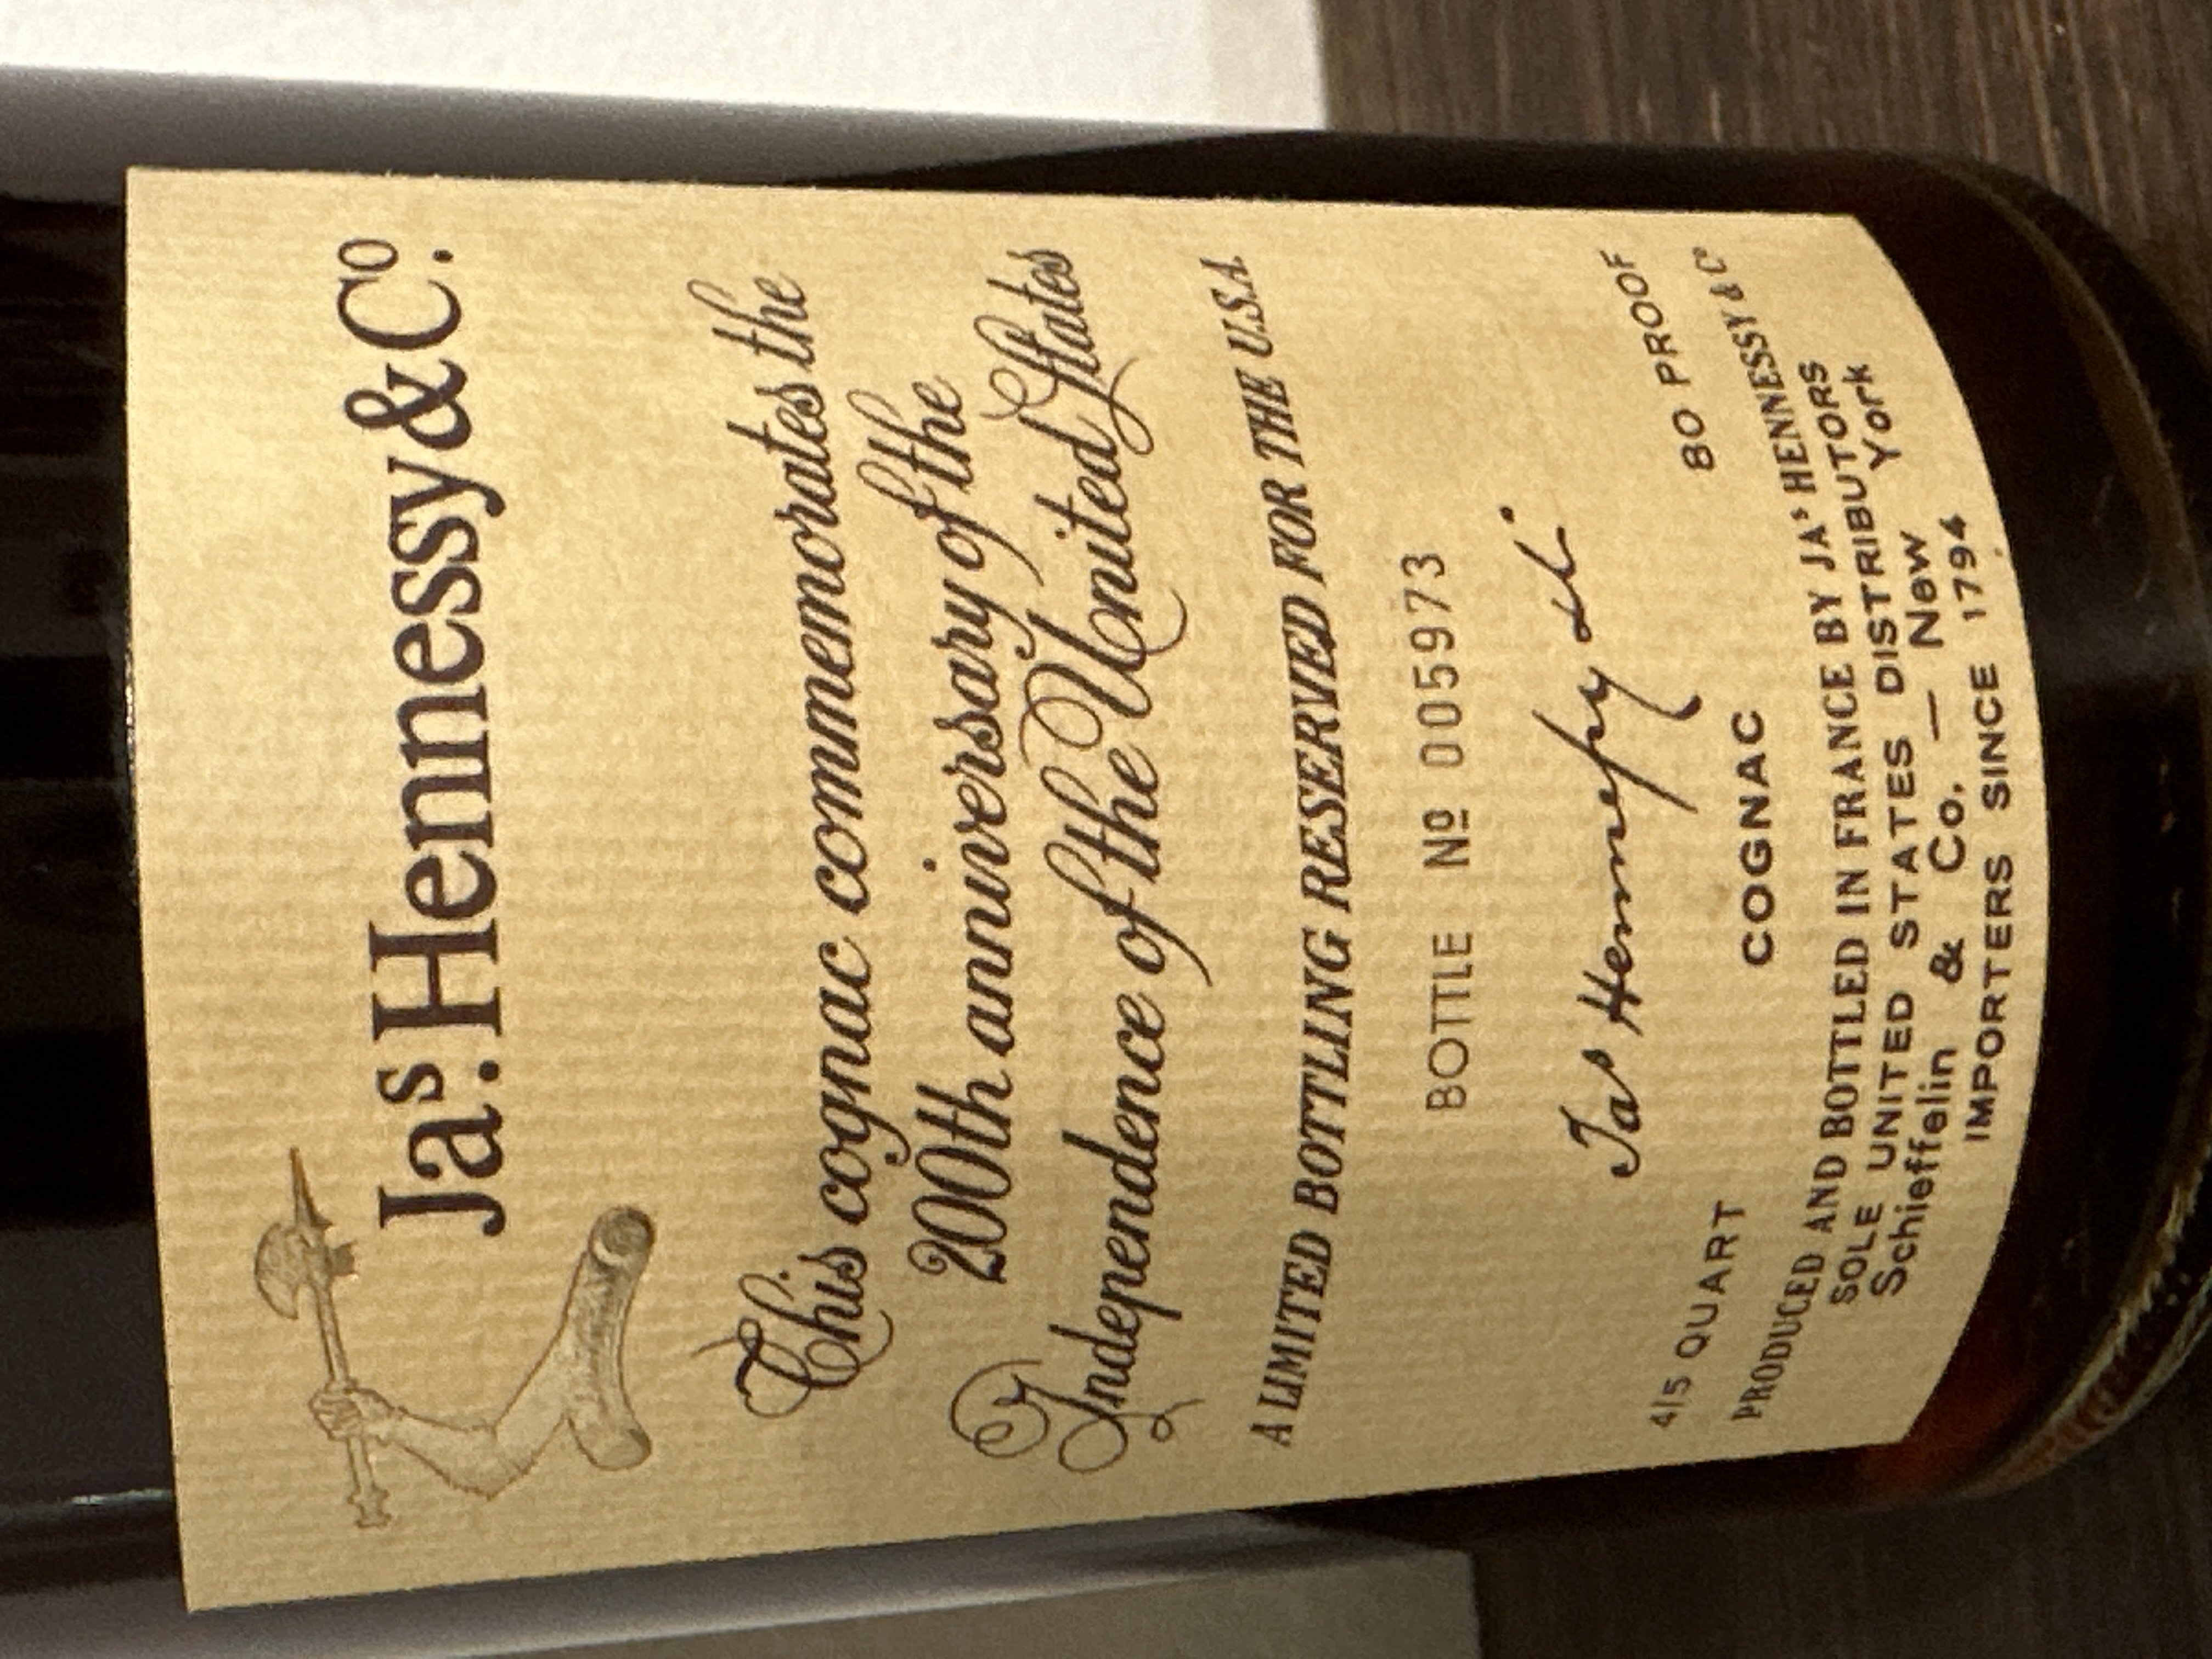 Jas. Hennessy & Co.
This cognac commemorates the
200th anniversary of the
Independence of the United States
A LIMITED BOTTLING RESERVED FOR THE U.S.A.
BOTTLE Nº 005973
Jas Hennessy & Co.
4/5 QUART
80 PROOF
COGNAC
PRODUCED AND BOTTLED IN FRANCE BY JAS HENNESSY & Cº
SOLE UNITED STATES DISTRIBUTORS
Schieffelin & Co. — New York
IMPORTERS SINCE 1794